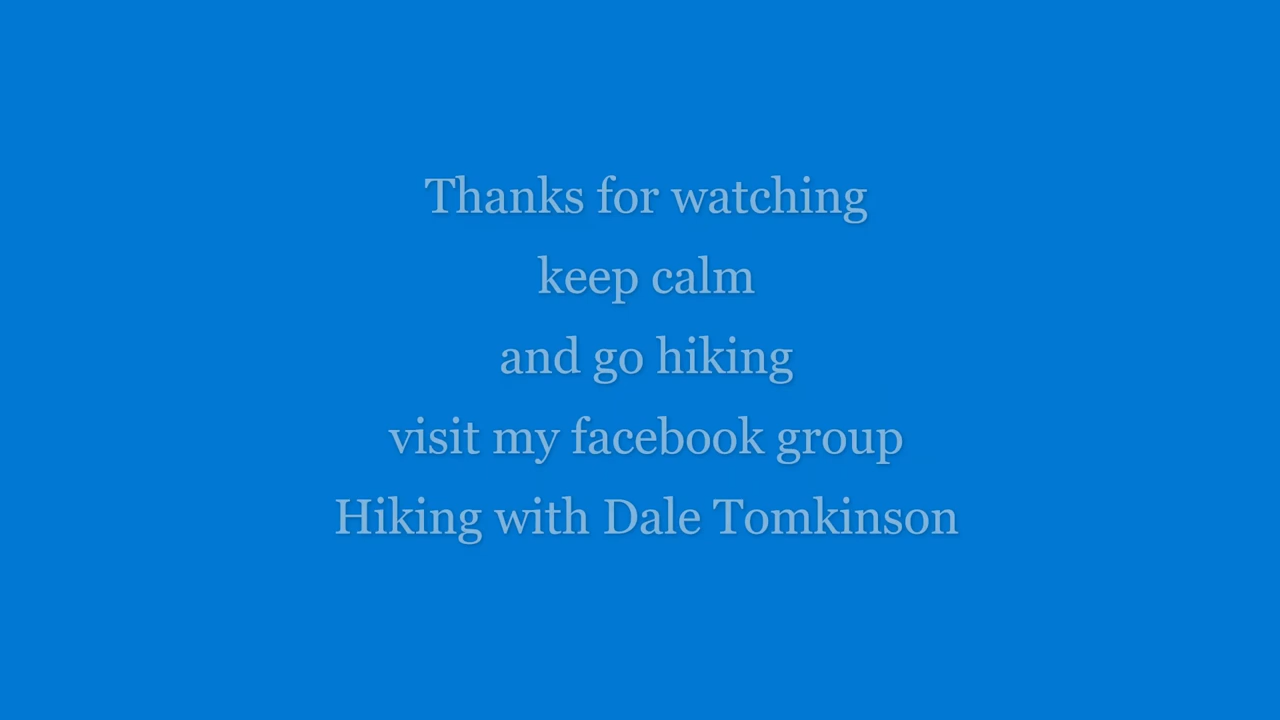 Thanks for watching
keep calm
and go hiking
visit my facebook group
Hiking with Dale Tomkinson